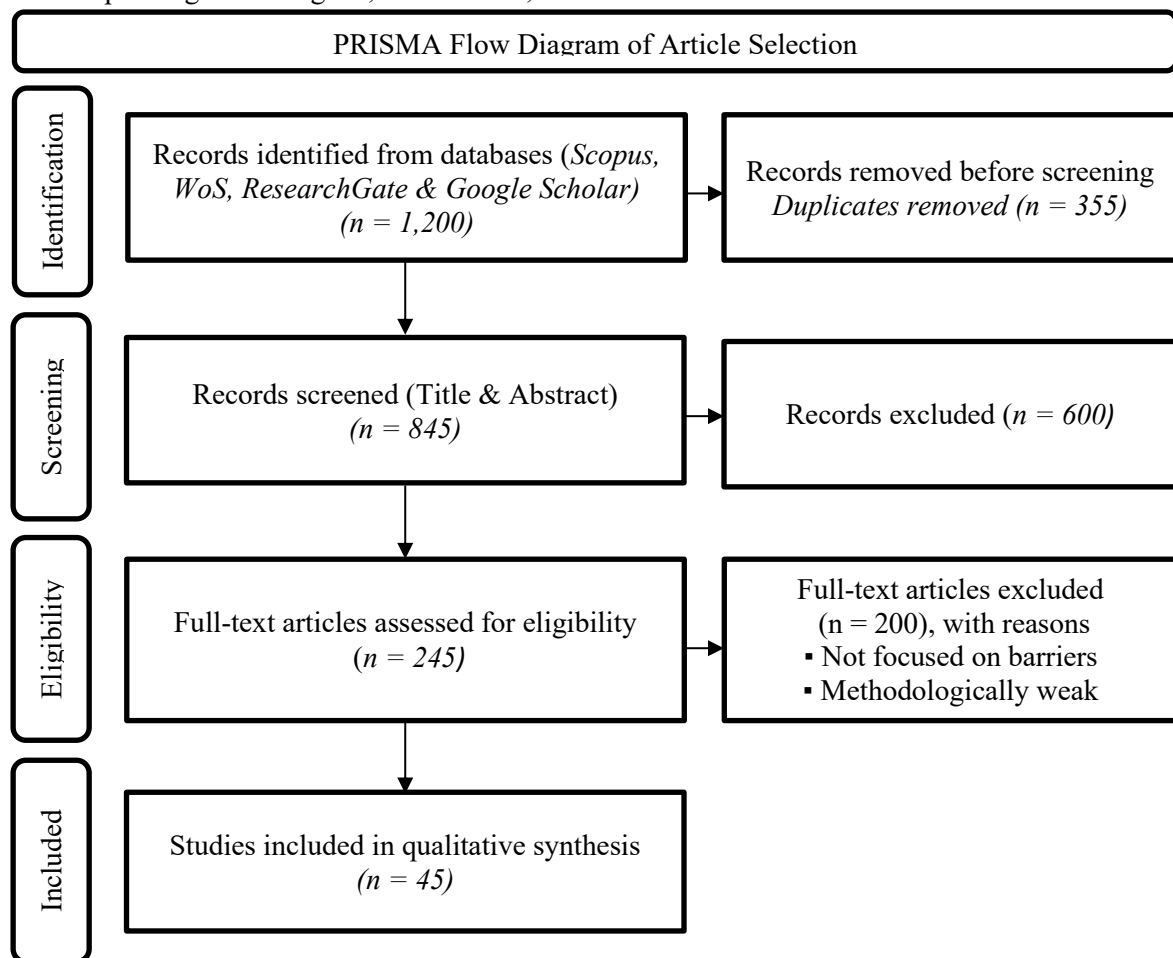 PRISMA Flow Diagram of Article Selection
Identification
Records identified from databases (Scopus,
WoS, ResearchGate & Google Scholar)
(n = 1,200)
Records removed before screening
Duplicates removed (n = 355)
Screening
Records screened (Title & Abstract)
(n = 845)
Records excluded (n = 600)
Eligibility
Full-text articles assessed for eligibility
(n = 245)
Full-text articles excluded
(n = 200), with reasons
▪ Not focused on barriers
▪ Methodologically weak
Included
Studies included in qualitative synthesis
(n = 45)